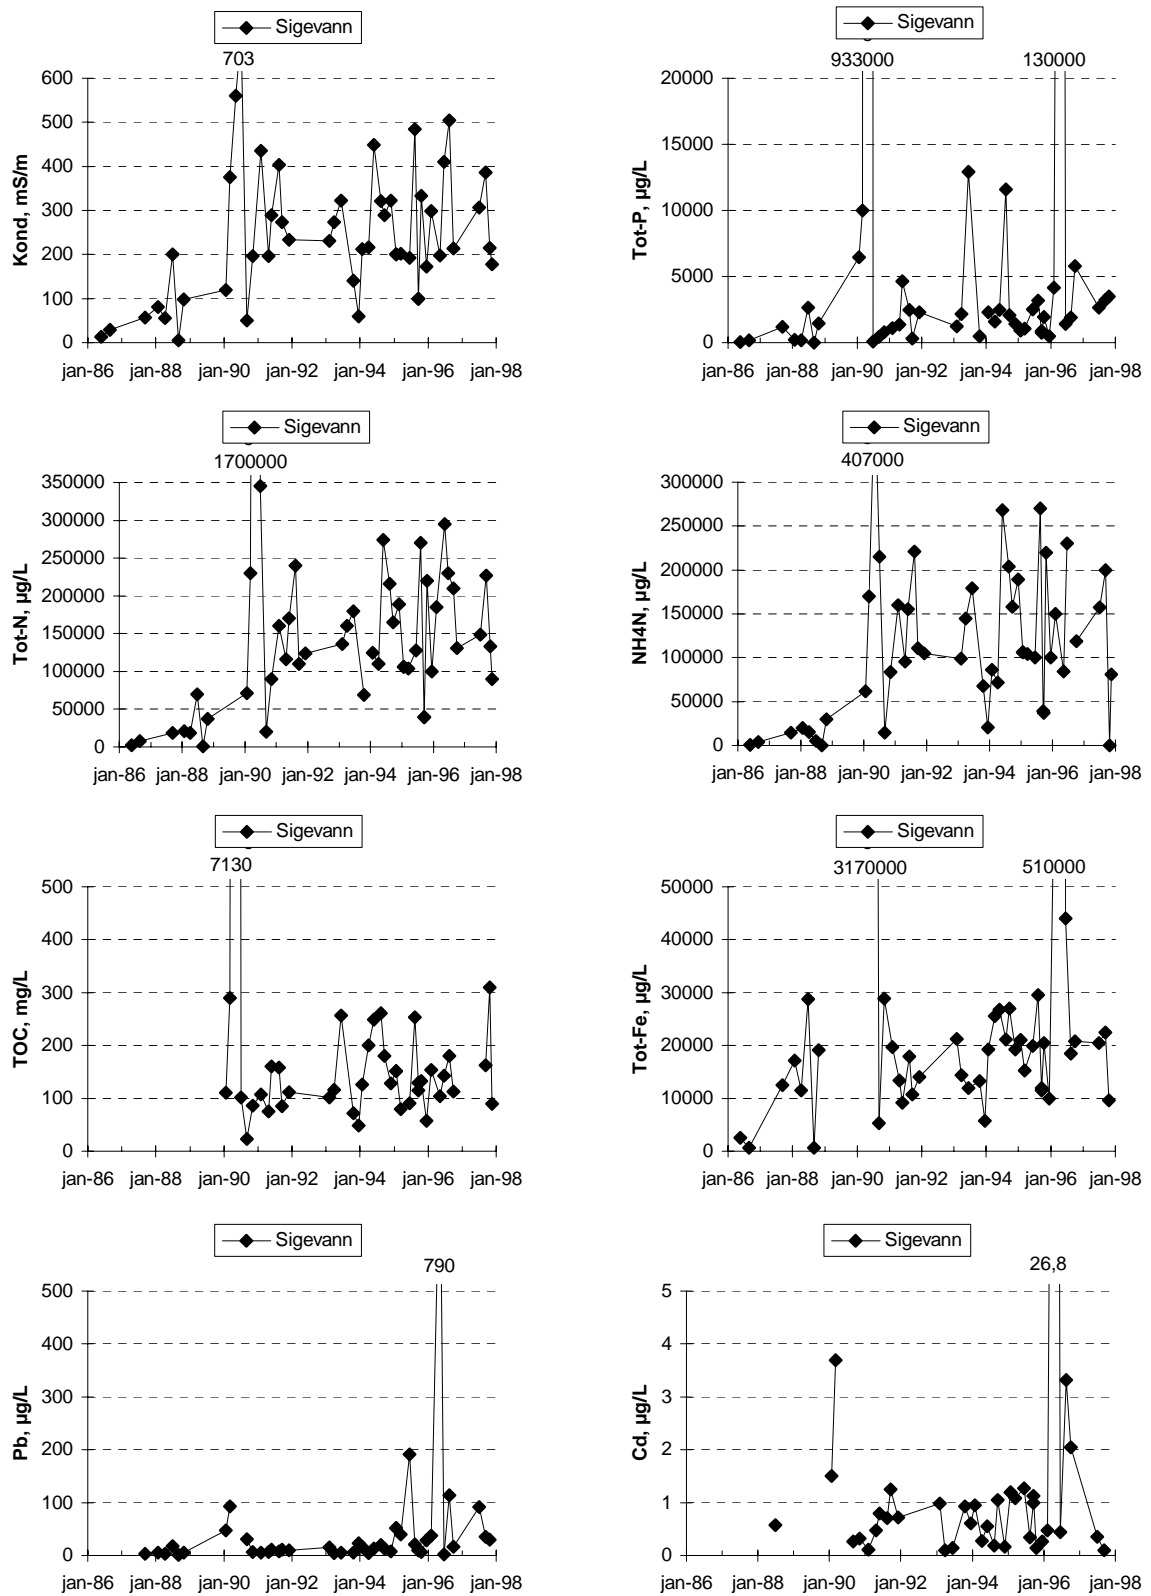 Sigevann
703
Kond, mS/m
600
500
400
300
200
100
0
jan-86 jan-88 jan-90 jan-92 jan-94 jan-96 jan-98
Sigevann
933000 130000
Tot-P, µg/L
20000
15000
10000
5000
0
jan-86 jan-88 jan-90 jan-92 jan-94 jan-96 jan-98
Sigevann
1700000
Tot-N, µg/L
350000
300000
250000
200000
150000
100000
50000
0
jan-86 jan-88 jan-90 jan-92 jan-94 jan-96 jan-98
Sigevann
407000
NH4N, µg/L
300000
250000
200000
150000
100000
50000
0
jan-86 jan-88 jan-90 jan-92 jan-94 jan-96 jan-98
Sigevann
7130
TOC, mg/L
500
400
300
200
100
0
jan-86 jan-88 jan-90 jan-92 jan-94 jan-96 jan-98
Sigevann
3170000 510000
Tot-Fe, µg/L
50000
40000
30000
20000
10000
0
jan-86 jan-88 jan-90 jan-92 jan-94 jan-96 jan-98
Sigevann
790
Pb, µg/L
500
400
300
200
100
0
jan-86 jan-88 jan-90 jan-92 jan-94 jan-96 jan-98
Sigevann
26,8
Cd, µg/L
5
4
3
2
1
0
jan-86 jan-88 jan-90 jan-92 jan-94 jan-96 jan-98